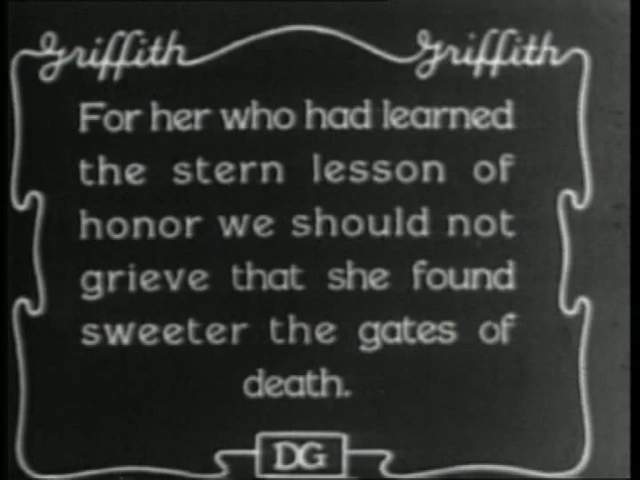 Griffith Griffith
For her who had learned
the stern lesson of
honor we should not
grieve that she found
sweeter the gates of
death.
DG